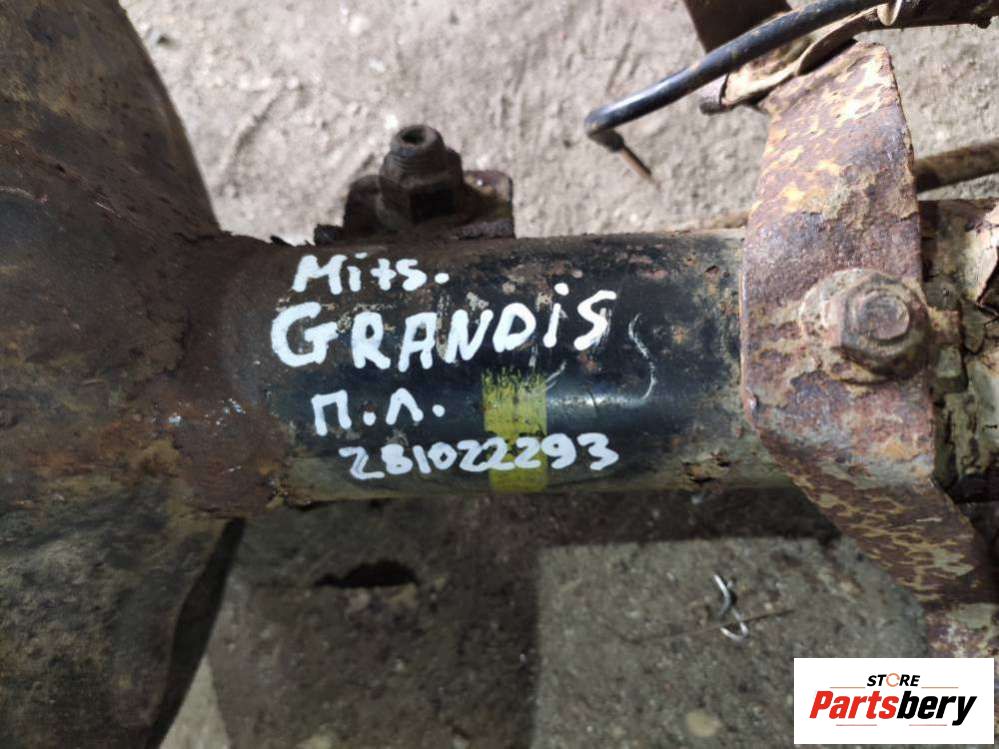 Mits.
GRANDiS
П.Л.
281022293
STORE
Partsbery